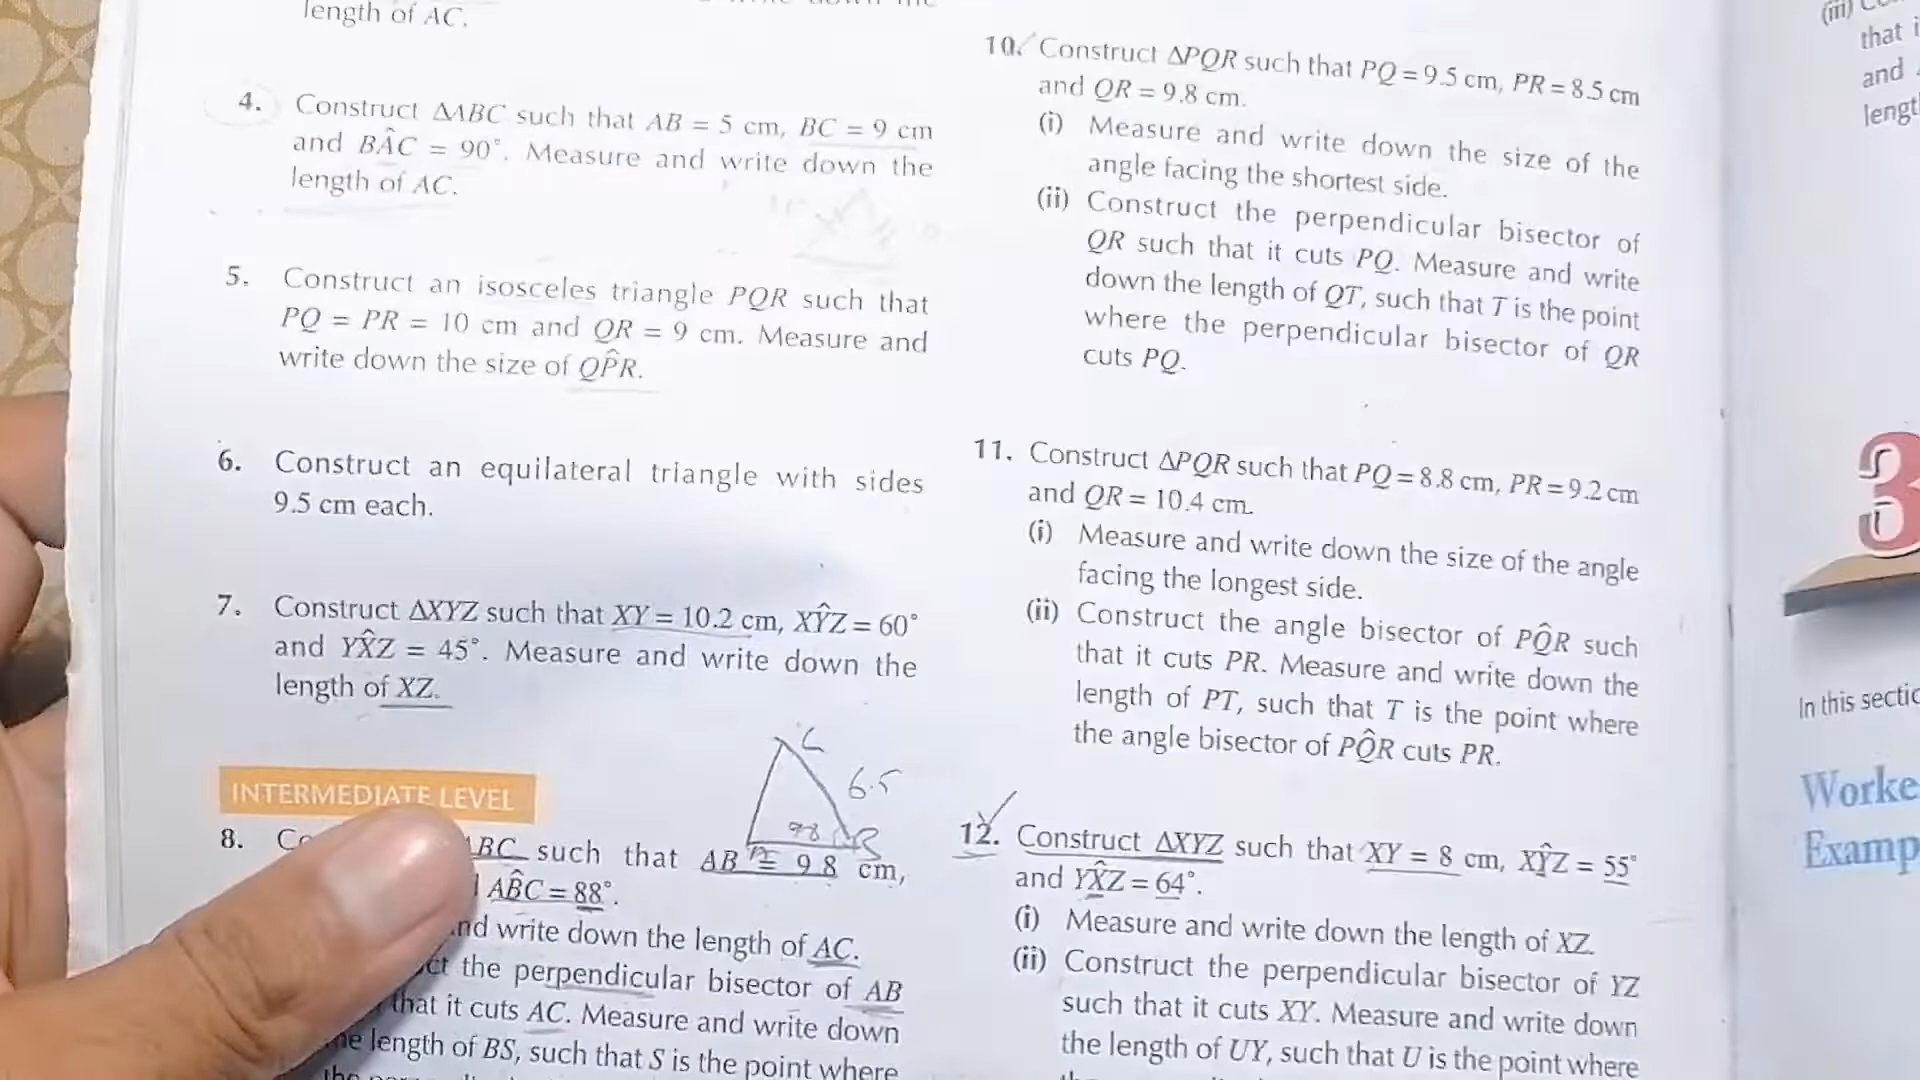 length of AC.
4. Construct ΔABC such that AB = 5 cm, BC = 9 cm
and BÂC = 90°. Measure and write down the
length of AC.
5. Construct an isosceles triangle PQR such that
PQ = PR = 10 cm and QR = 9 cm. Measure and
write down the size of QP̂R.
6. Construct an equilateral triangle with sides
9.5 cm each.
7. Construct ΔXYZ such that XY = 10.2 cm, XŶZ = 60°
and YX̂Z = 45°. Measure and write down the
length of XZ.
C
6.5
98
B
INTERMEDIATE LEVEL
8. BC such that AB = 9.8 cm,
AB̂C = 88°.
and write down the length of AC.
the perpendicular bisector of AB
that it cuts AC. Measure and write down
length of BS, such that S is the point where
10. Construct ΔPQR such that PQ = 9.5 cm, PR = 8.5 cm
and QR = 9.8 cm.
(i) Measure and write down the size of the
angle facing the shortest side.
(ii) Construct the perpendicular bisector of
QR such that it cuts PQ. Measure and write
down the length of QT, such that T is the point
where the perpendicular bisector of QR
cuts PQ.
11. Construct ΔPQR such that PQ = 8.8 cm, PR = 9.2 cm
and QR = 10.4 cm.
(i) Measure and write down the size of the angle
facing the longest side.
(ii) Construct the angle bisector of PQ̂R such
that it cuts PR. Measure and write down the
length of PT, such that T is the point where
the angle bisector of PQ̂R cuts PR.
12. Construct ΔXYZ such that XY = 8 cm, XŶZ = 55°
and YX̂Z = 64°.
(i) Measure and write down the length of XZ.
(ii) Construct the perpendicular bisector of YZ
such that it cuts XY. Measure and write down
the length of UY, such that U is the point where
(iii)
that
and
3
In this